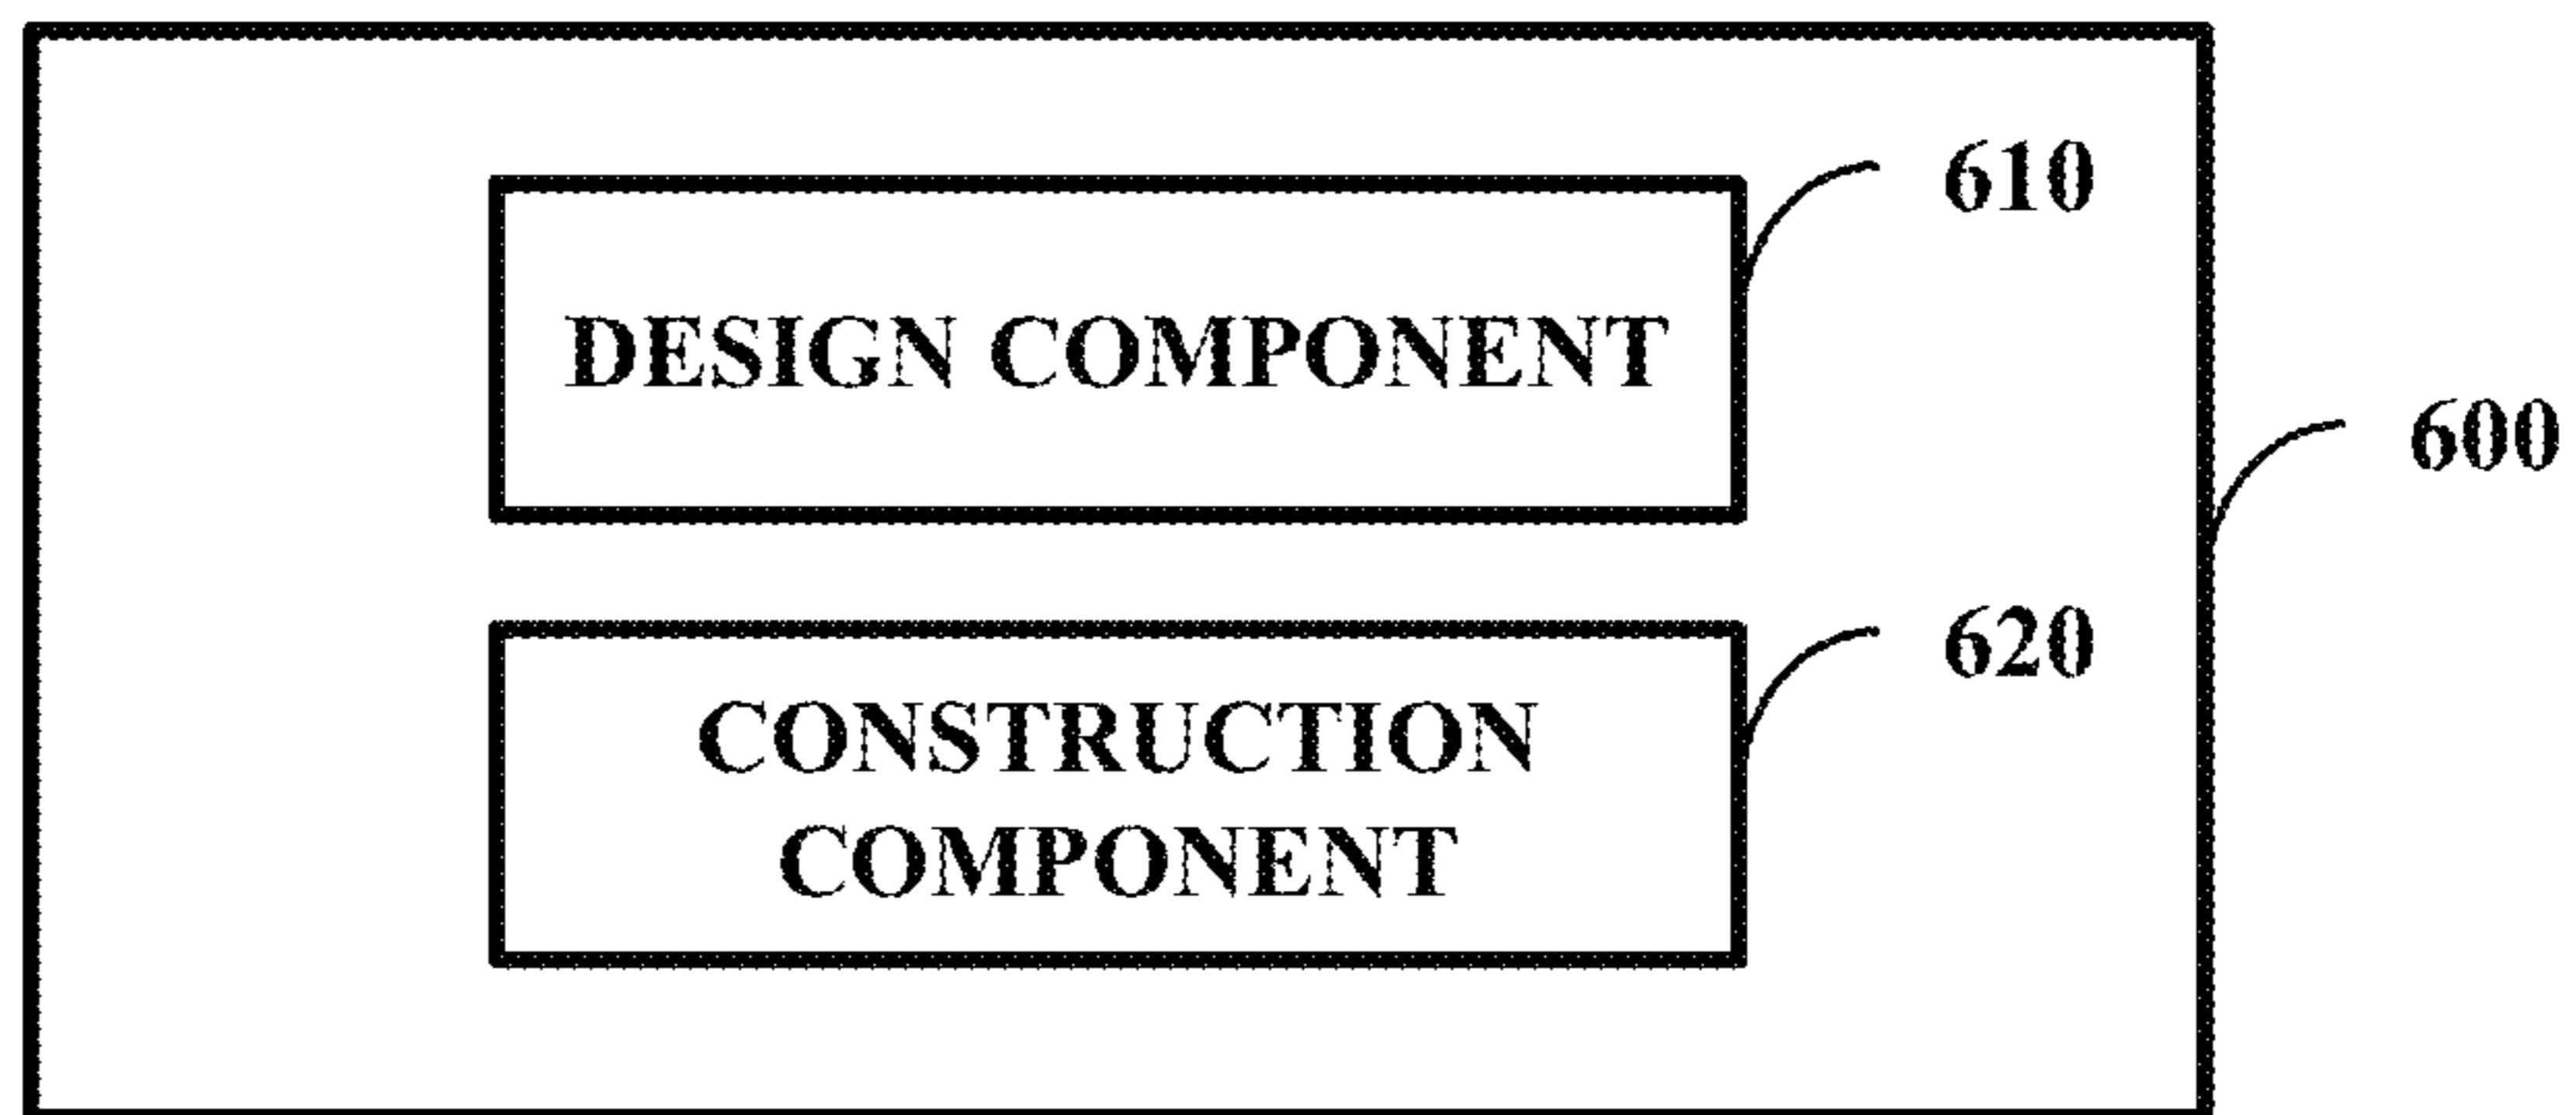 610
DESIGN COMPONENT
600
620
CONSTRUCTION
COMPONENT